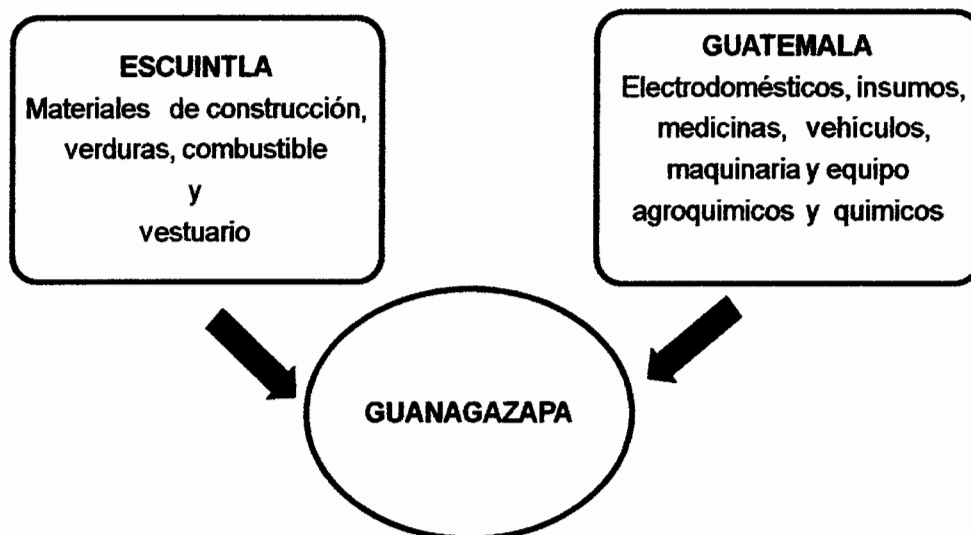 ESCUINTLA
Materiales de construcción,
verduras, combustible
y
vestuario
GUATEMALA
Electrodomésticos, insumos,
medicinas, vehículos,
maquinaria y equipo
agroquimicos y quimicos
GUANAGAZAPA